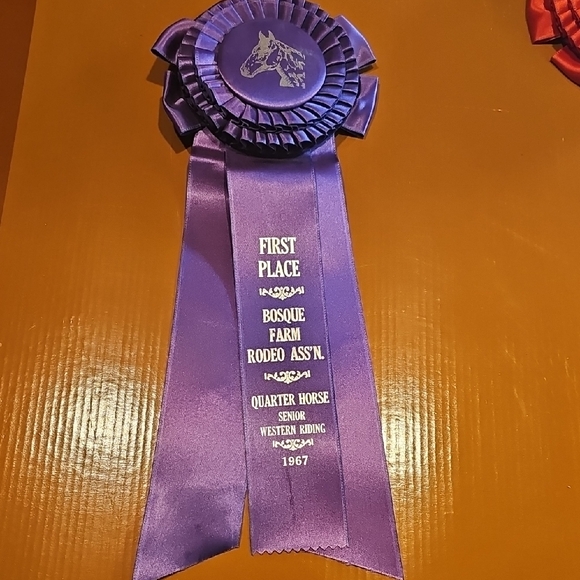 FIRST
PLACE
BOSQUE
FARM
RODEO ASS'N.
QUARTER HORSE
SENIOR
WESTERN RIDING
1967